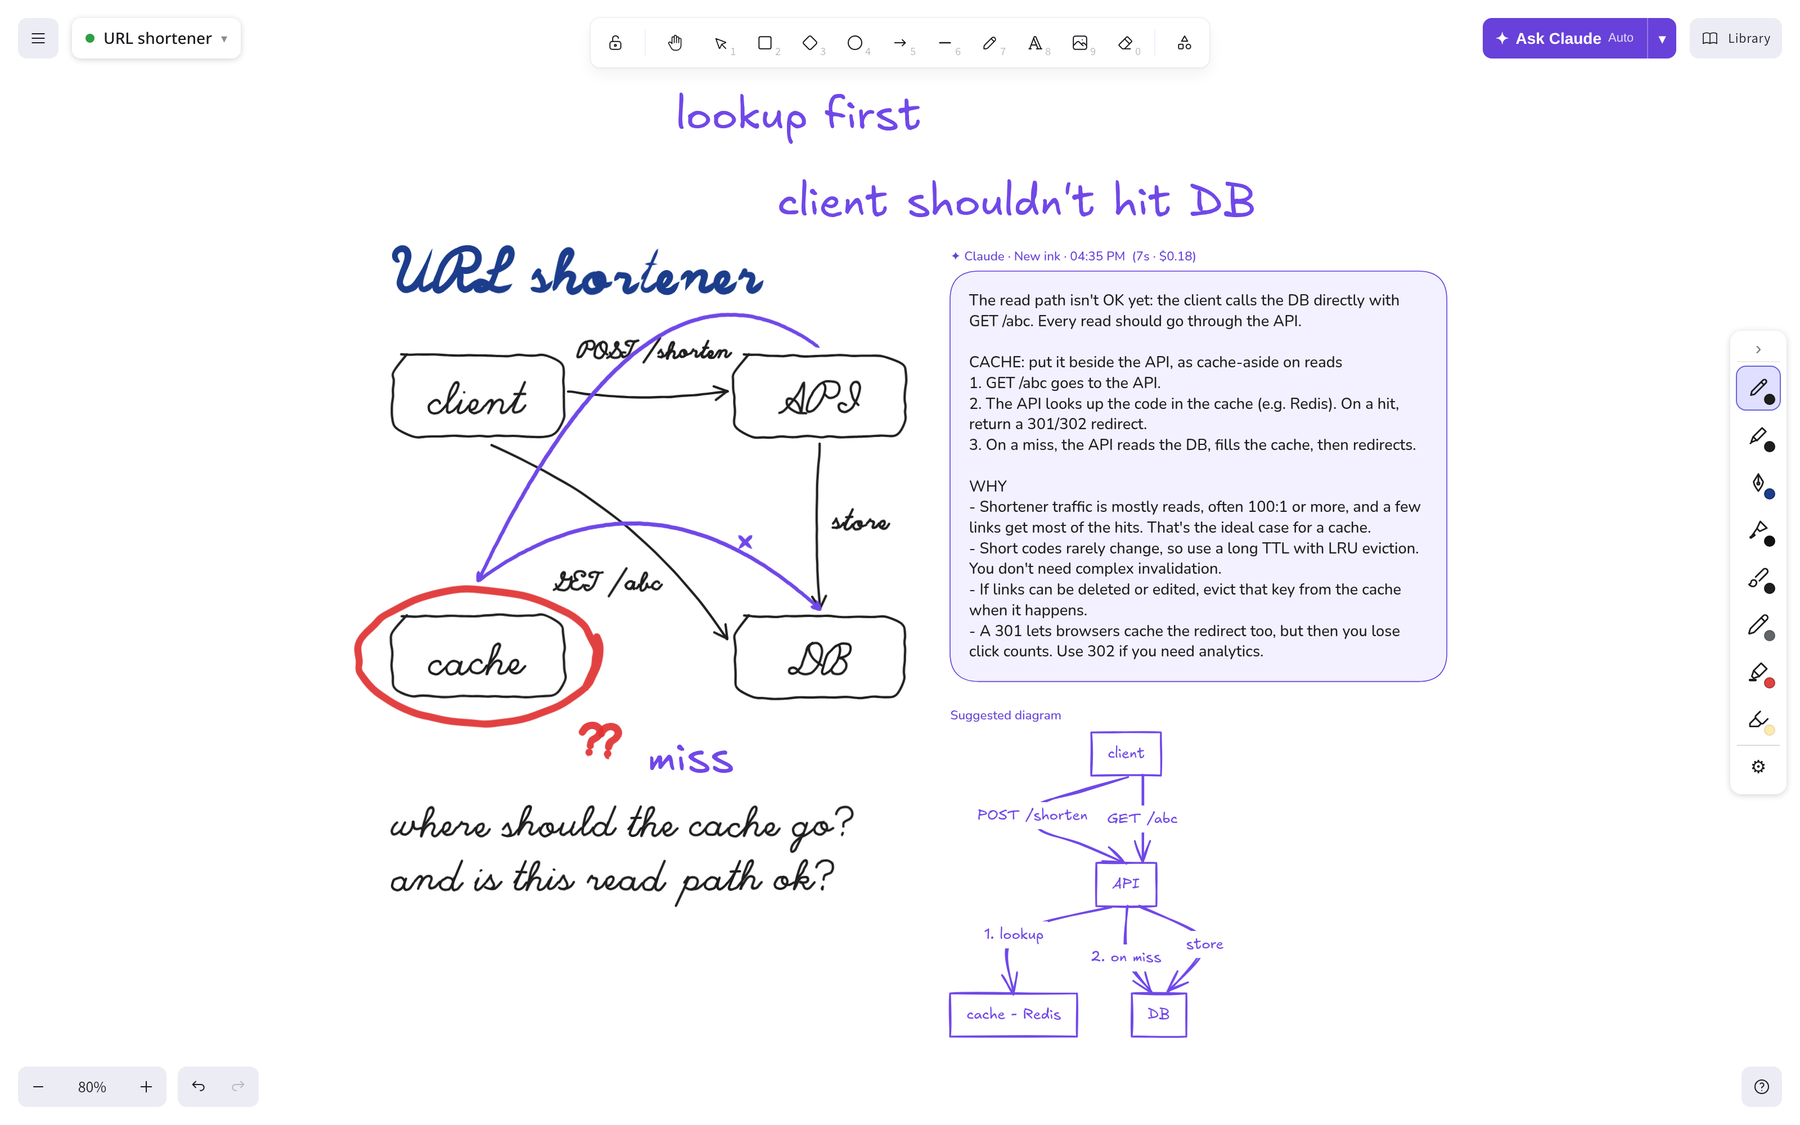 URL shortener
1
2
3
4
5
6
7
8
9
0
Ask Claude Auto
Library
lookup first
client shouldn't hit DB
URL shortener
client
POST /shorten
API
store
GET /abc
x
cache
DB
??
miss
where should the cache go?
and is this read path ok?
Claude · New ink · 04:35 PM (7s · $0.18)
The read path isn't OK yet: the client calls the DB directly with
GET /abc. Every read should go through the API.
CACHE: put it beside the API, as cache-aside on reads
1. GET /abc goes to the API.
2. The API looks up the code in the cache (e.g. Redis). On a hit,
return a 301/302 redirect.
3. On a miss, the API reads the DB, fills the cache, then redirects.
WHY
- Shortener traffic is mostly reads, often 100:1 or more, and a few
links get most of the hits. That's the ideal case for a cache.
- Short codes rarely change, so use a long TTL with LRU eviction.
You don't need complex invalidation.
- If links can be deleted or edited, evict that key from the cache
when it happens.
- A 301 lets browsers cache the redirect too, but then you lose
click counts. Use 302 if you need analytics.
Suggested diagram
client
POST /shorten
GET /abc
API
1. lookup
2. on miss
store
cache - Redis
DB
80%